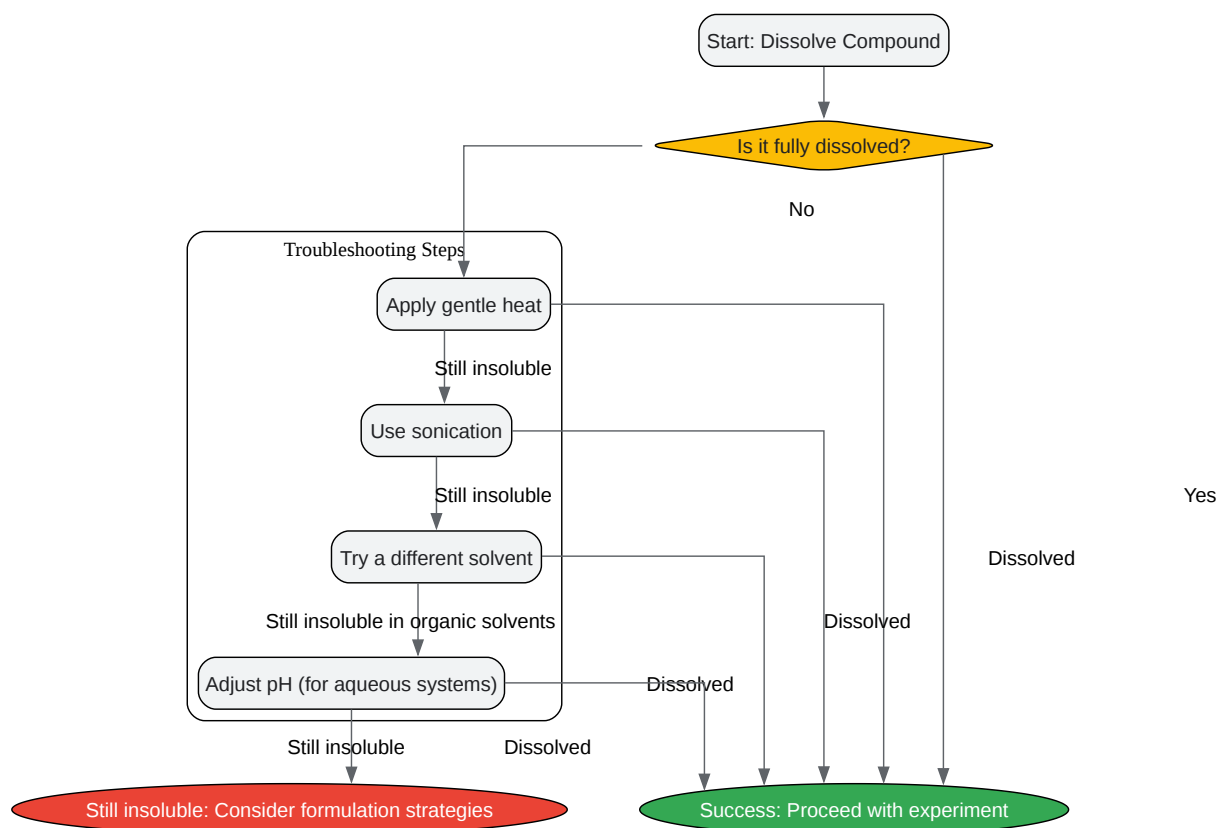 Start: Dissolve Compound
Is it fully dissolved?
No
Troubleshooting Steps
Apply gentle heat
Still insoluble
Use sonication
Still insoluble
Yes
Try a different solvent
Dissolved
Still insoluble in organic solvents
Dissolved
Adjust pH (for aqueous systems)
Dissolved
Still insoluble
Dissolved
Still insoluble: Consider formulation strategies
Success: Proceed with experiment